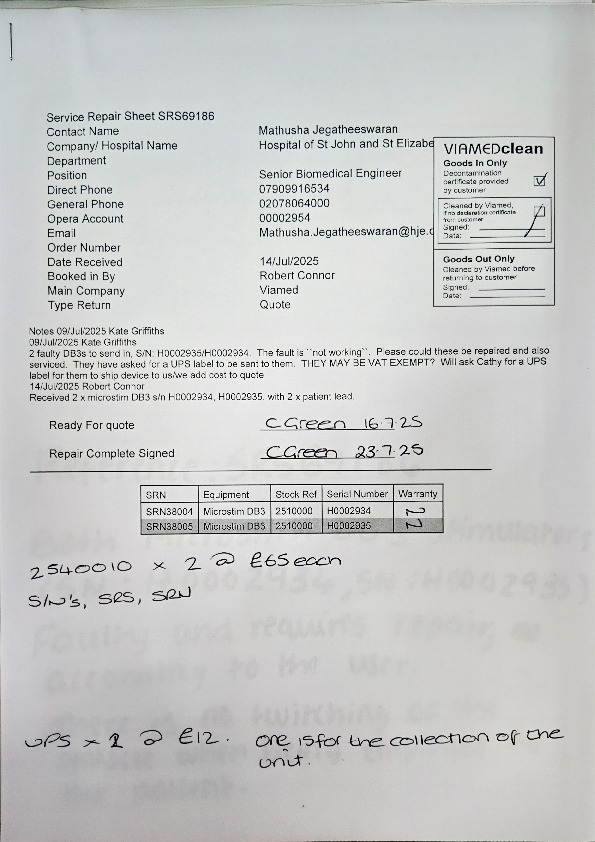 Service Repair Sheet SRS69186
Contact Name Mathusha Jegatheeswaran
Company/ Hospital Name Hospital of St John and St Elizabe
Department
Position Senior Biomedical Engineer
Direct Phone 07909916534
General Phone 02078064000
Opera Account 00002954
Email Mathusha.Jegatheeswaran@hje.
Order Number
Date Received 14/Jul/2025
Booked in By Robert Connor
Main Company Viamed
Type Return Quote
VIAMEDclean
Goods In Only
Decontamination
certificate provided
by customer
Cleaned by Viamed,
if no declaration certificate
from customer
Signed:
Date:
Goods Out Only
Cleaned by Viamed before
returned to customer
Signed:
Date:
Notes 09/Jul/2025 Kate Griffiths
09/Jul/2025 Kate Griffiths
2 faulty DB3s to send in, S/N: H0002935/H0002934. The fault is ``not working``. Please could these be repaired and also
serviced. They have asked for a UPS label to be sent to them. THEY MAY BE VAT EXEMPT? Will ask Cathy for a UPS
label for them to ship device to us/we add cost to quote
14/Jul/2025 Robert Connor
Received 2 x microstim DB3 s/n H0002934, H0002935. with 2 x patient lead.
Ready For quote CGreen 16.7.25
Repair Complete Signed CGreen 23.7.25
SRN Equipment Stock Ref Serial Number Warranty
SRN38004 Microstim DB3 2510000 H0002934 N
SRN38005 Microstim DB3 2510000 H0002935 N
2540010 x 2 @ £65 each
S/N's, SRS, SRN
UPS x 2 @ £12. one is for the collection of the
unit.